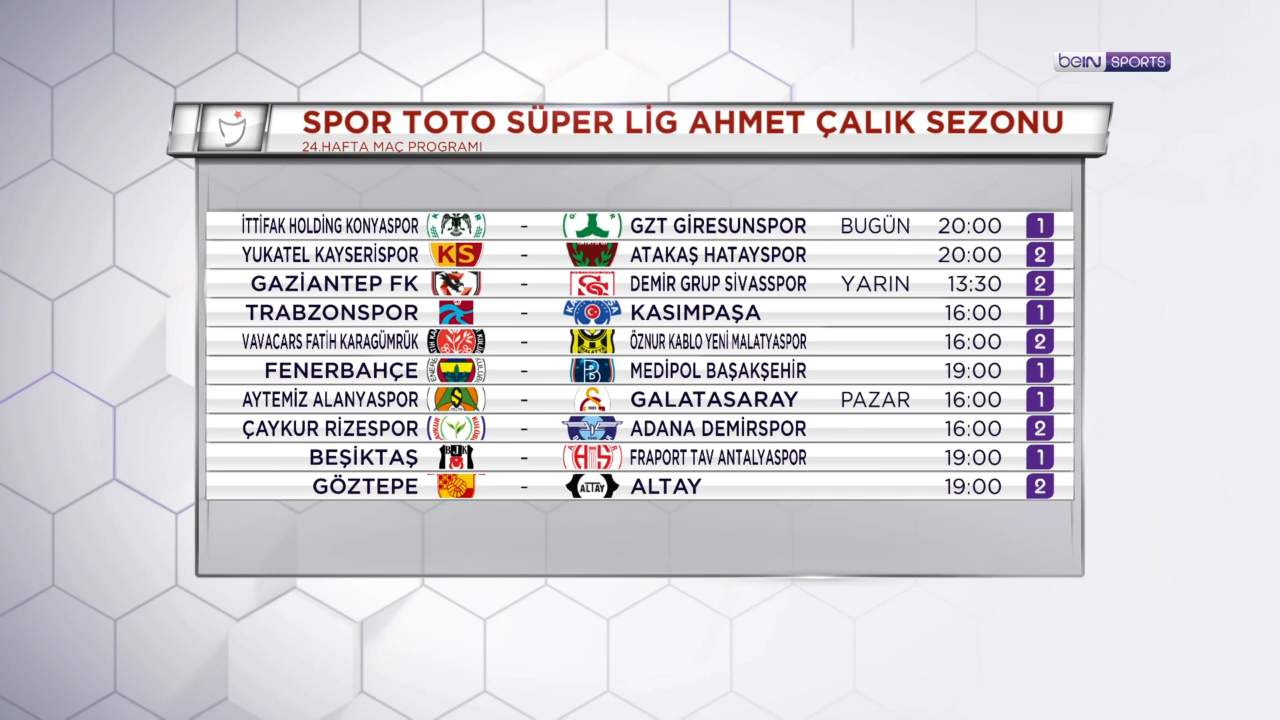 beIN SPORTS
SPOR TOTO SÜPER LİG AHMET ÇALIK SEZONU
24.HAFTA MAÇ PROGRAMI
İTTİFAK HOLDİNG KONYASPOR - GZT GİRESUNSPOR BUGÜN 20:00 1
YUKATEL KAYSERİSPOR KS - ATAKAŞ HATAYSPOR 20:00 2
GAZİANTEP FK - DEMİR GRUP SİVASSPOR YARIN 13:30 2
TRABZONSPOR - KASIMPAŞA 16:00 1
VAVACARS FATİH KARAGÜMRÜK - ÖZNUR KABLO YENİ MALATYASPOR 16:00 2
FENERBAHÇE - MEDİPOL BAŞAKŞEHİR 19:00 1
AYTEMİZ ALANYASPOR - GALATASARAY PAZAR 16:00 1
ÇAYKUR RİZESPOR - ADANA DEMİRSPOR 16:00 2
BEŞİKTAŞ BJK - FRAPORT TAV ANTALYASPOR 19:00 1
GÖZTEPE - ALTAY ALTAY 19:00 2